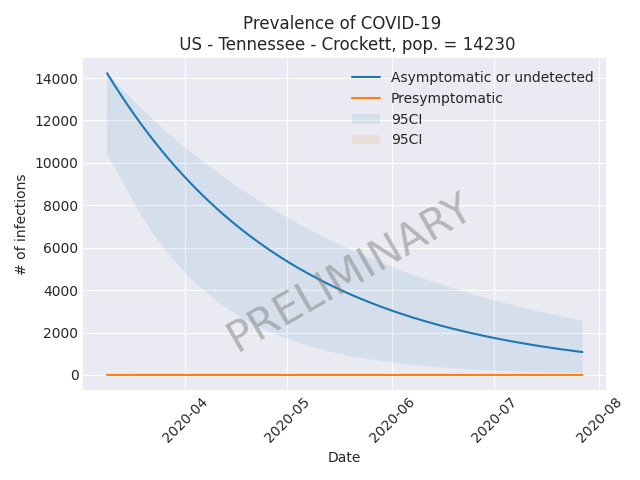 Prevalence of COVID-19
US - Tennessee - Crockett, pop. = 14230
Asymptomatic or undetected
Presymptomatic
95CI
95CI
14000
12000
10000
8000
6000
4000
2000
0
# of infections
PRELIMINARY
2020-04
2020-05
2020-06
2020-07
2020-08
Date